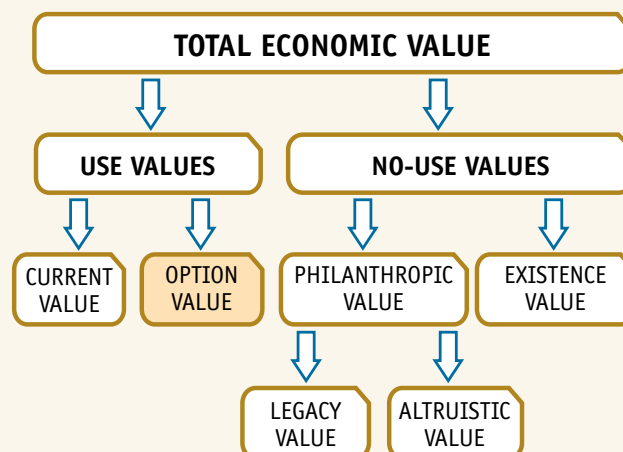 TOTAL ECONOMIC VALUE
USE VALUES
NO-USE VALUES
CURRENT
VALUE
OPTION
VALUE
PHILANTHROPIC
VALUE
EXISTENCE
VALUE
LEGACY
VALUE
ALTRUISTIC
VALUE